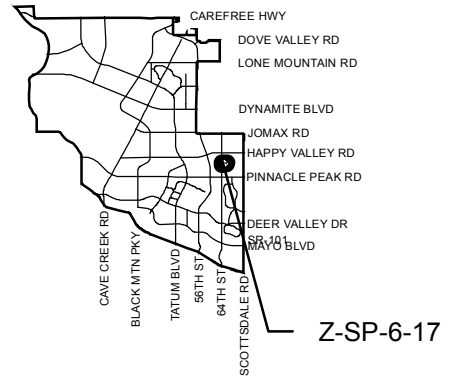 CAREFREE HWY
DOVE VALLEY RD
LONE MOUNTAIN RD
DYNAMITE BLVD
JOMAX RD
HAPPY VALLEY RD
PINNACLE PEAK RD
DEER VALLEY DR
SR-101
MAYO BLVD
CAVE CREEK RD
BLACK MTN PKY
TATUM BLVD
56TH ST
64TH ST
SCOTTSDALE RD
Z-SP-6-17